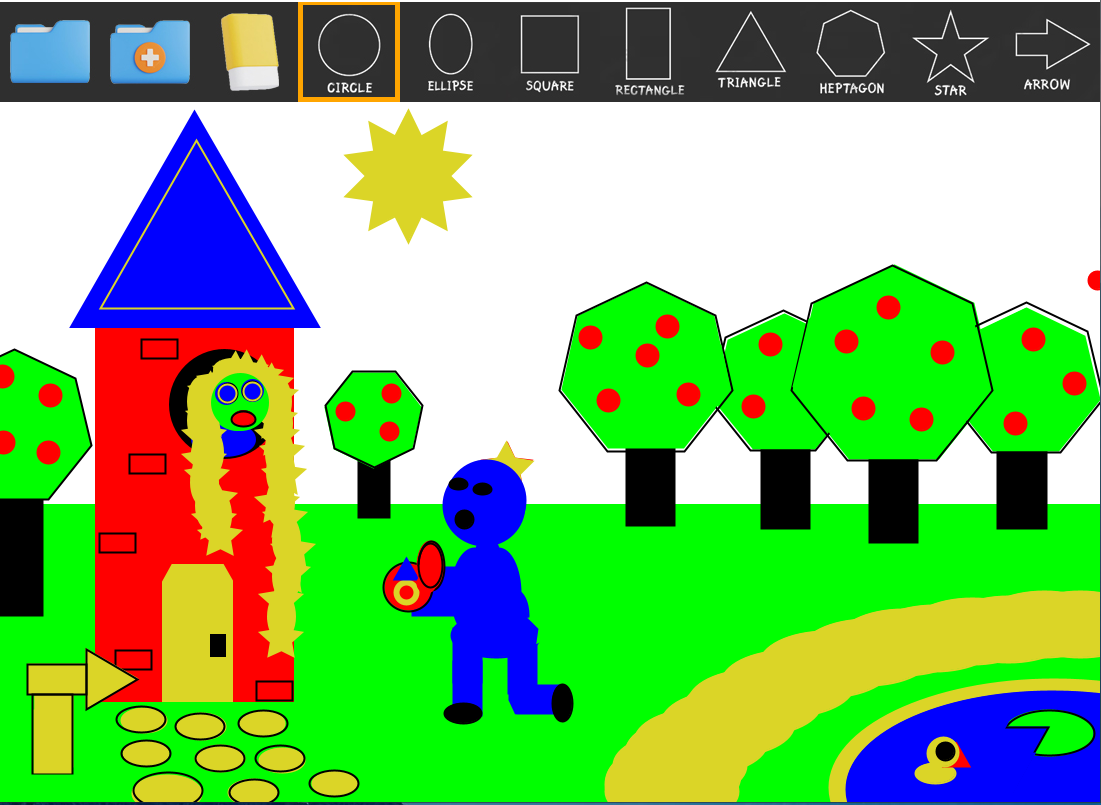 CIRCLE
ELLIPSE
SQUARE
RECTANGLE
TRIANGLE
HEPTAGON
STAR
ARROW